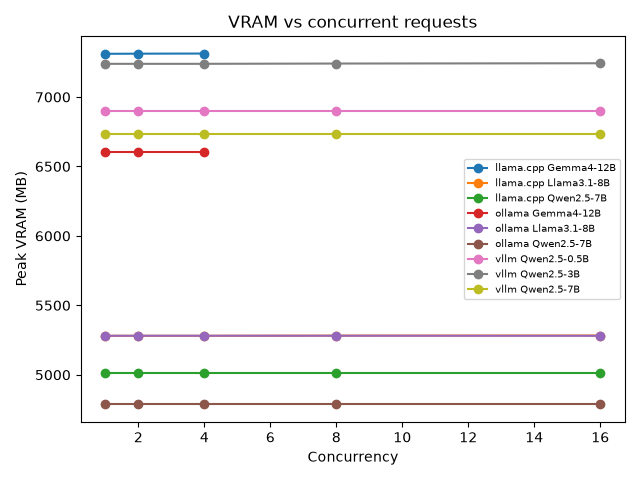 VRAM vs concurrent requests
Peak VRAM (MB)
7000
6500
6000
5500
5000
llama.cpp Gemma4-12B
llama.cpp Llama3.1-8B
llama.cpp Qwen2.5-7B
ollama Gemma4-12B
ollama Llama3.1-8B
ollama Qwen2.5-7B
vllm Qwen2.5-0.5B
vllm Qwen2.5-3B
vllm Qwen2.5-7B
2 4 6 8 10 12 14 16
Concurrency